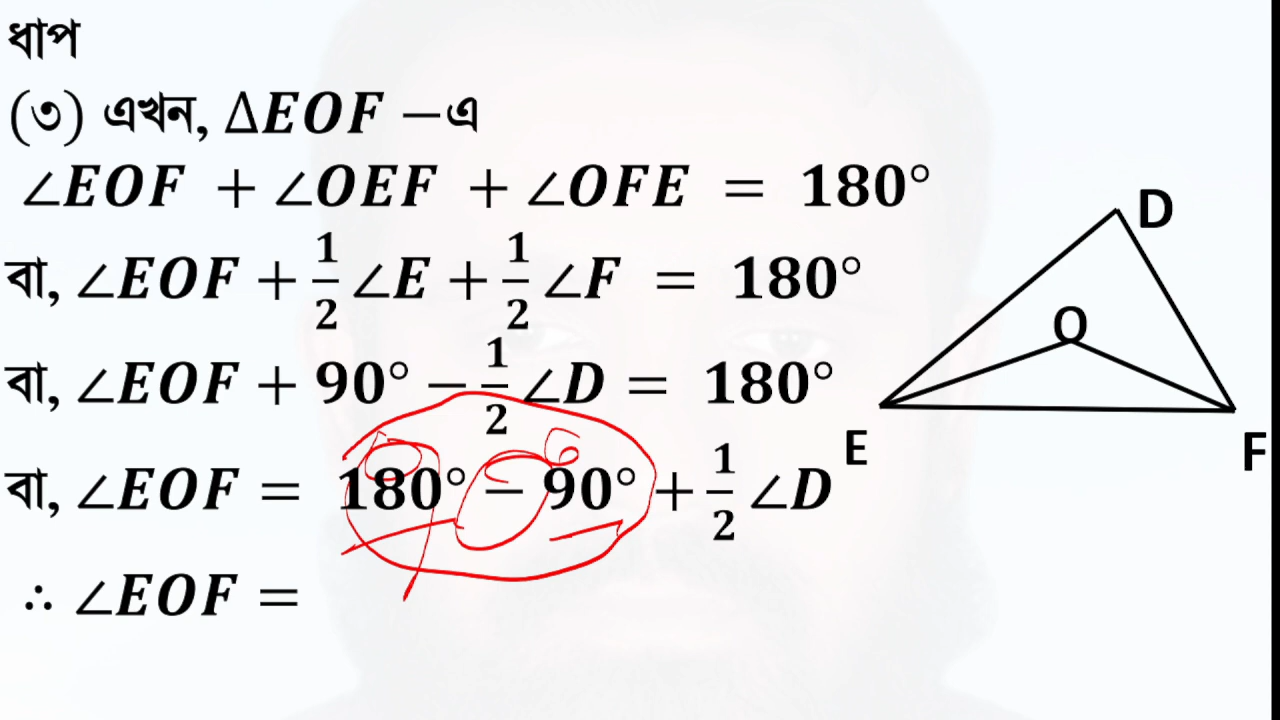 ধাপ
(৩) এখন, ΔEOF −এ
∠EOF + ∠OEF + ∠OFE = 180°
বা, ∠EOF + 1/2 ∠E + 1/2 ∠F = 180°
বা, ∠EOF + 90° − 1/2 ∠D = 180°
বা, ∠EOF = 180° − 90° + 1/2 ∠D
∴ ∠EOF =
D
O
E
F